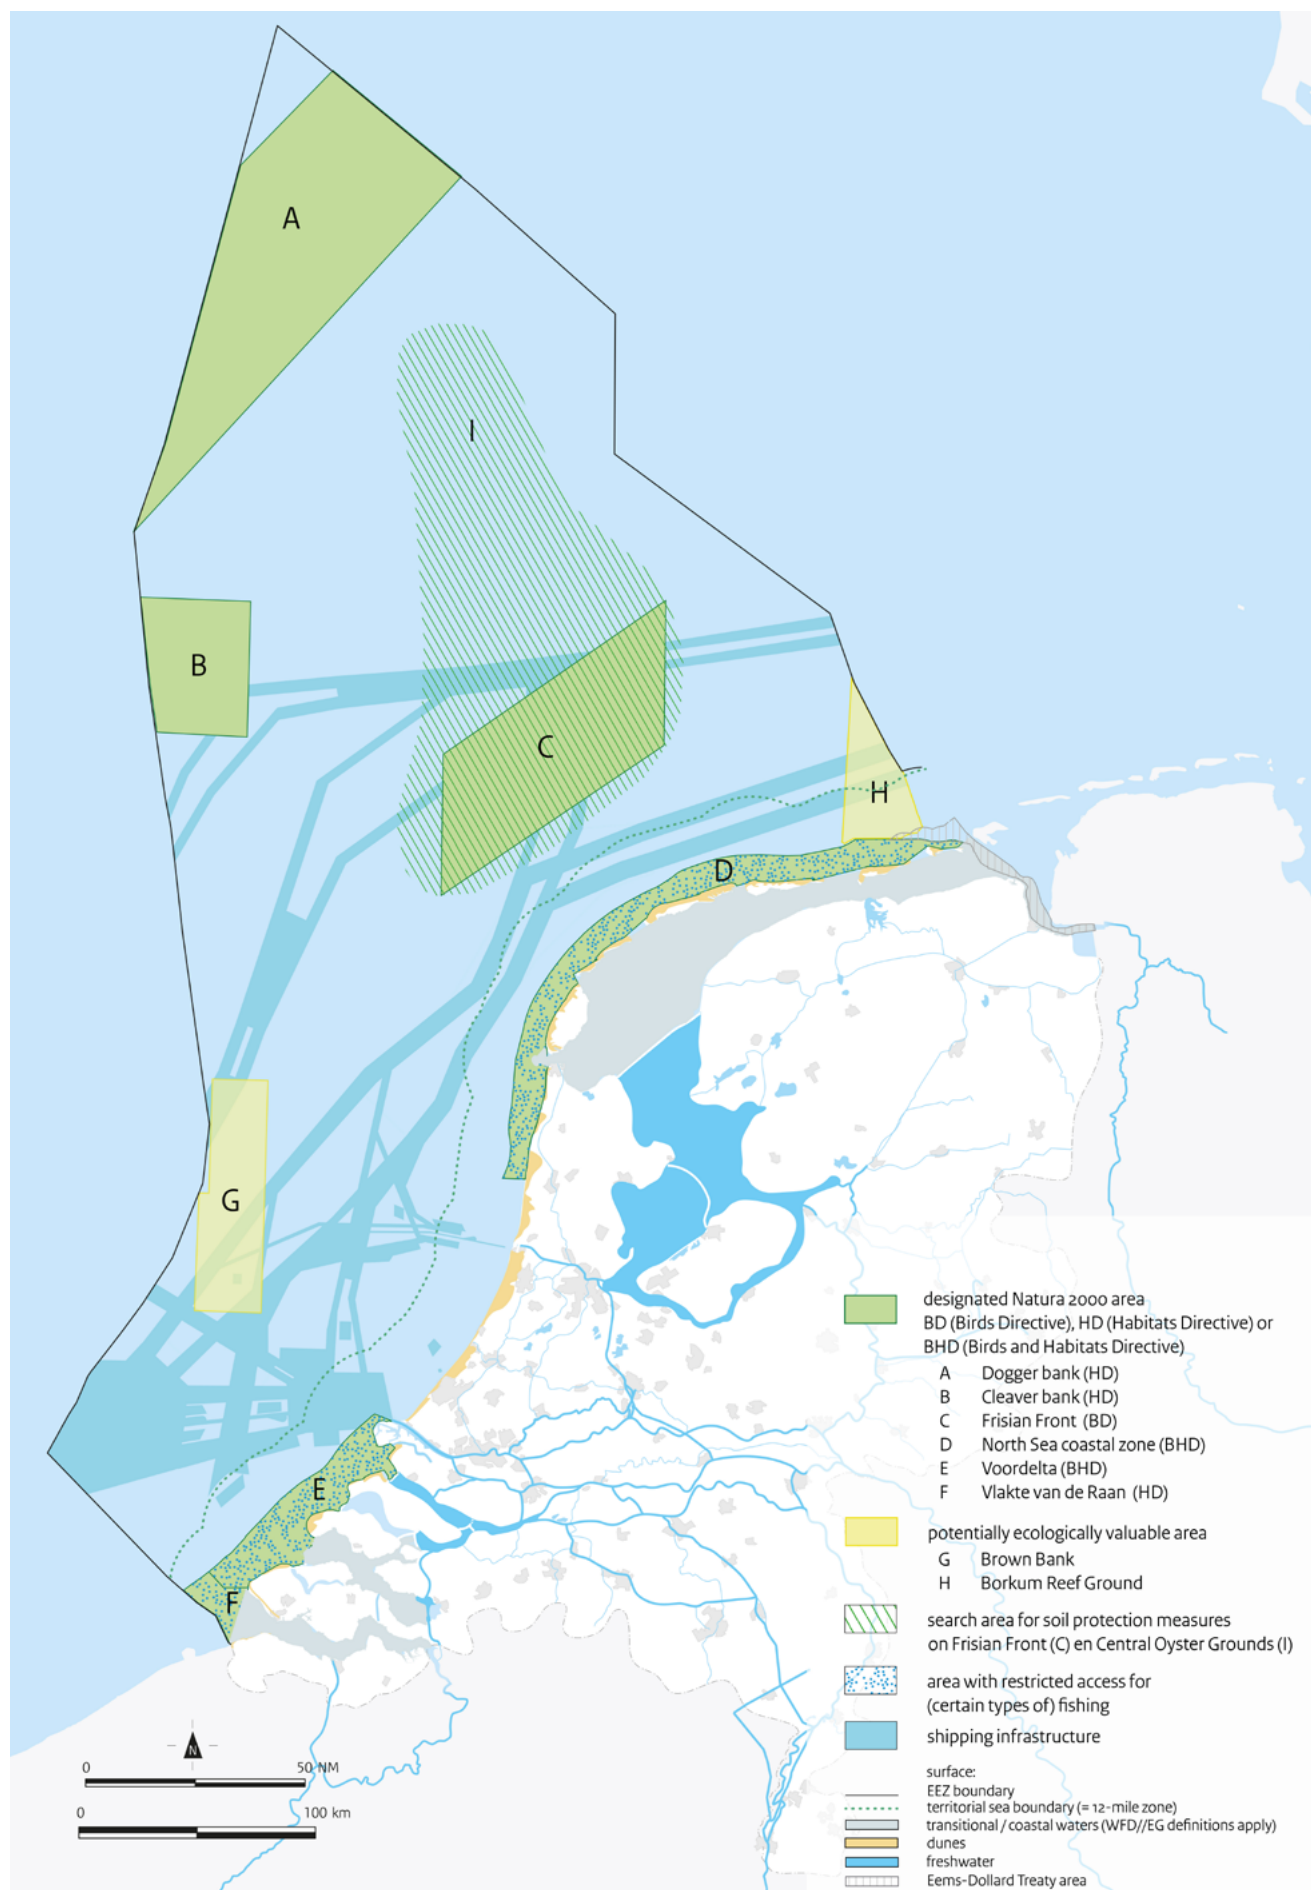 A
I
B
C
H
D
G
E
F
N
0 50 NM
0 100 km
designated Natura 2000 area
BD (Birds Directive), HD (Habitats Directive) or
BHD (Birds and Habitats Directive)
A Dogger bank (HD)
B Cleaver bank (HD)
C Frisian Front (BD)
D North Sea coastal zone (BHD)
E Voordelta (BHD)
F Vlakte van de Raan (HD)
potentially ecologically valuable area
G Brown Bank
H Borkum Reef Ground
search area for soil protection measures
on Frisian Front (C) en Central Oyster Grounds (I)
area with restricted access for
(certain types of) fishing
shipping infrastructure
surface:
EEZ boundary
territorial sea boundary (= 12-mile zone)
transitional / coastal waters (WFD//EG definitions apply)
dunes
freshwater
Eems-Dollard Treaty area